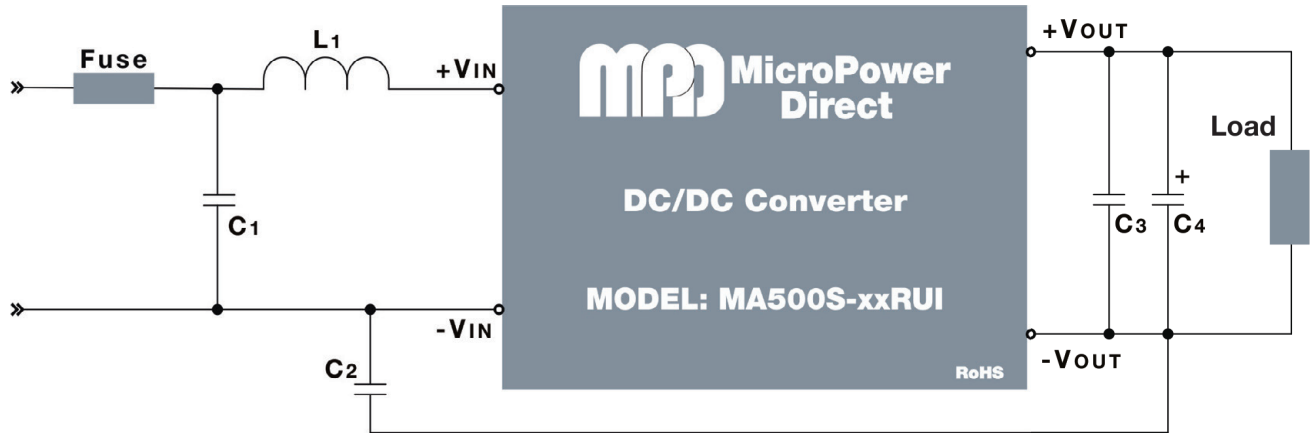 Fuse
L1
+VIN
C1
-VIN
C2
MPD MicroPower
Direct
DC/DC Converter
MODEL: MA500S-xxRUI
RoHS
+VOUT
Load
+
C3
C4
-VOUT